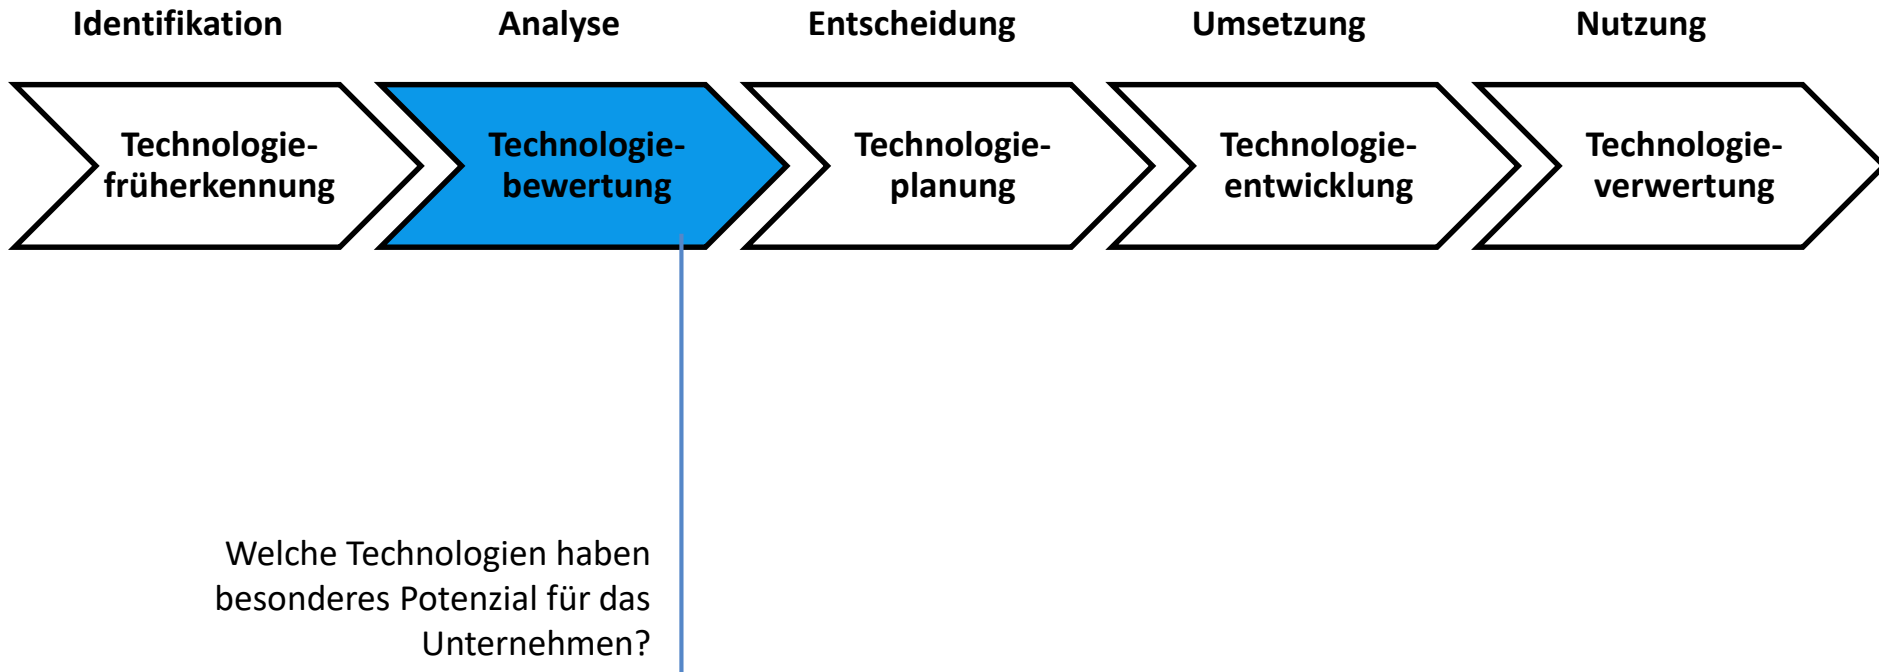 Identifikation
Analyse
Entscheidung
Umsetzung
Nutzung
Technologie-
früherkennung
Technologie-
bewertung
Technologie-
planung
Technologie-
entwicklung
Technologie-
verwertung
Welche Technologien haben
besonderes Potenzial für das
Unternehmen?